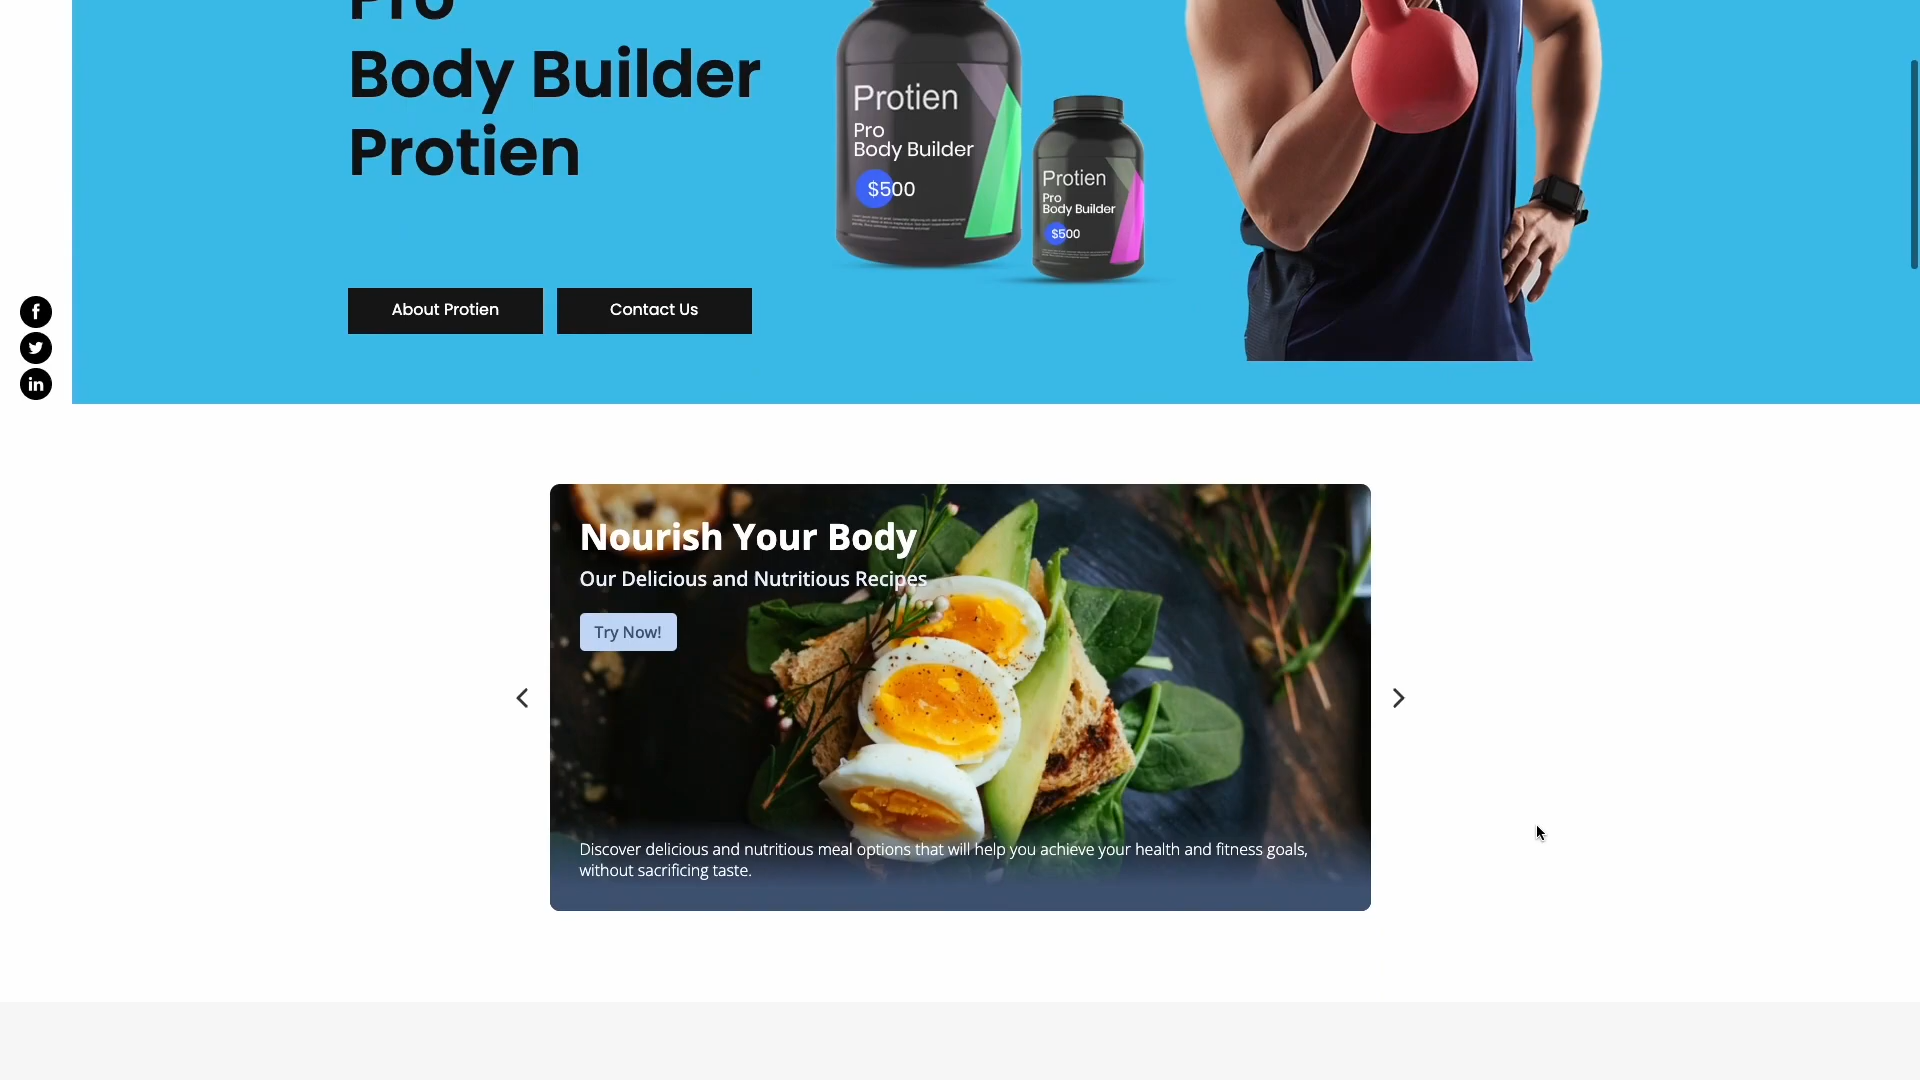 Pro
Body Builder
Protien
About Protien
Contact Us
Protien
Pro
Body Builder
$500
Protien
Pro
Body Builder
$500
Nourish Your Body
Our Delicious and Nutritious Recipes
Try Now!
Discover delicious and nutritious meal options that will help you achieve your health and fitness goals,
without sacrificing taste.